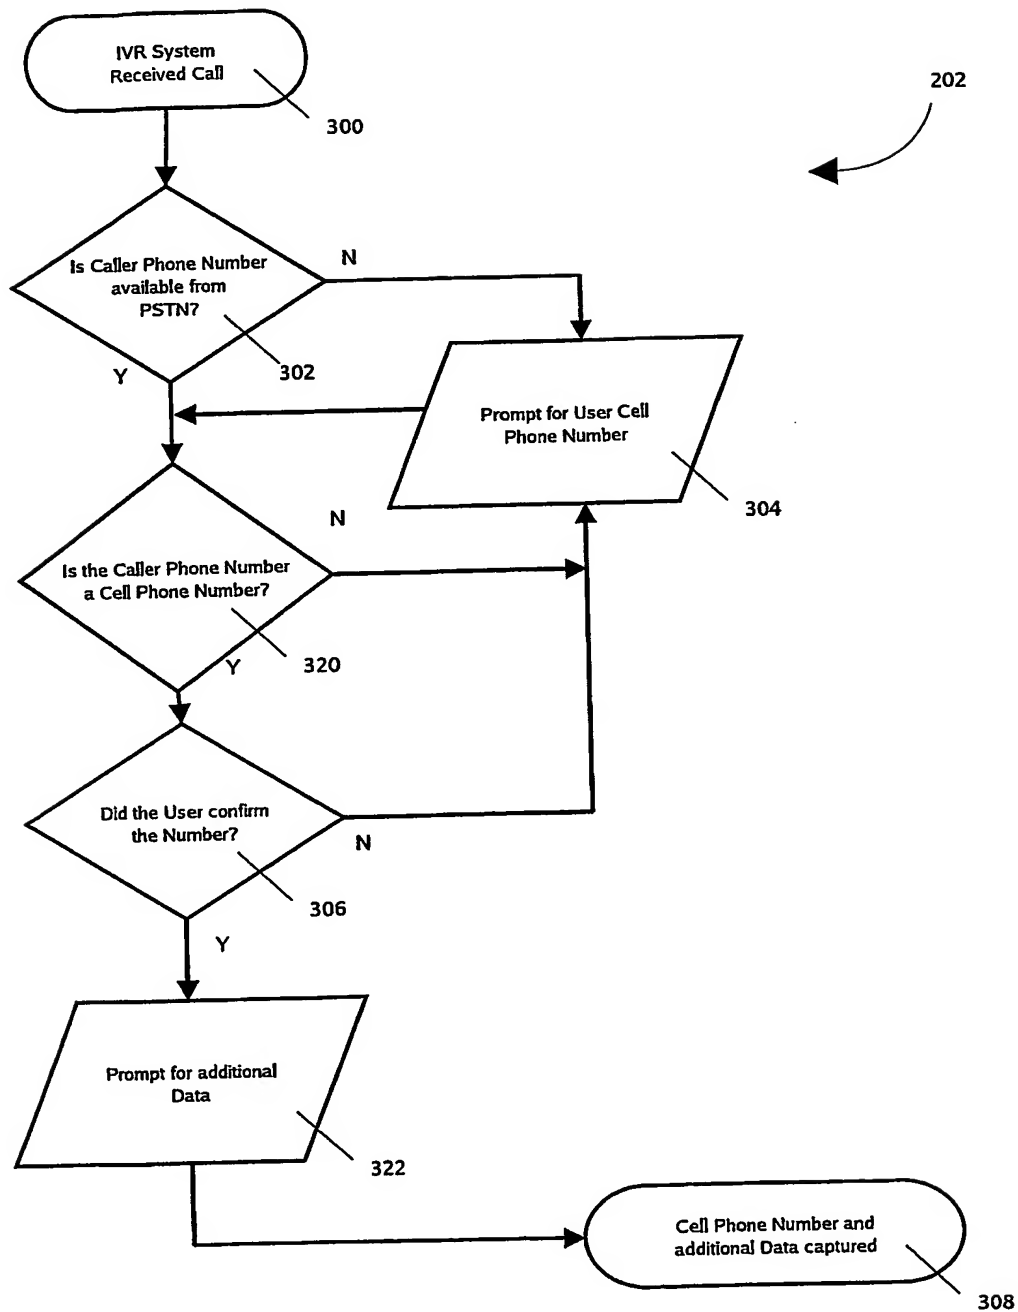 IVR System
Received Call
300
202
Is Caller Phone Number
available from
PSTN?
N
302
Y
Prompt for User Cell
Phone Number
304
N
Is the Caller Phone Number
a Cell Phone Number?
320
Y
Did the User confirm
the Number?
N
306
Y
Prompt for additional
Data
322
Cell Phone Number and
additional Data captured
308